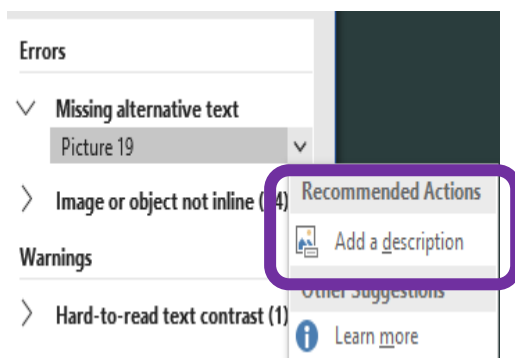 Errors
Missing alternative text
Picture 19
Image or object not inline ( 4)
Recommended Actions
Add a description
Warnings
Other Suggestions
Hard-to-read text contrast (1)
Learn more